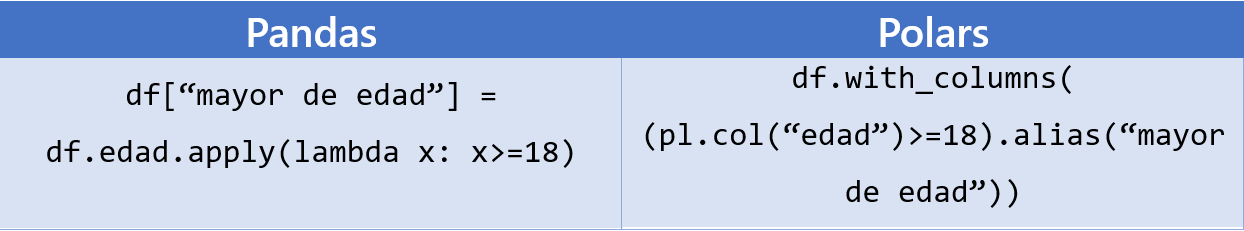 Pandas
Polars
df[“mayor de edad”] =
df.edad.apply(lambda x: x>=18)
df.with_columns(
(pl.col(“edad”)>=18).alias(“mayor
de edad”))